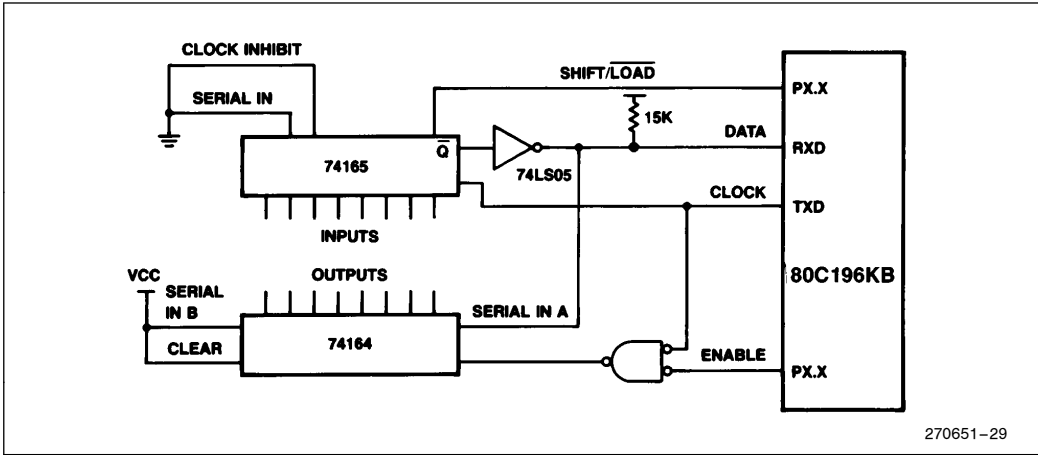 CLOCK INHIBIT
SHIFT/LOAD
PX.X
SERIAL IN
15K
DATA
RXD
Q
74165
74LS05
CLOCK
TXD
INPUTS
80C196KB
VCC
OUTPUTS
SERIAL
IN B
SERIAL IN A
CLEAR
74164
ENABLE
PX.X
270651–29